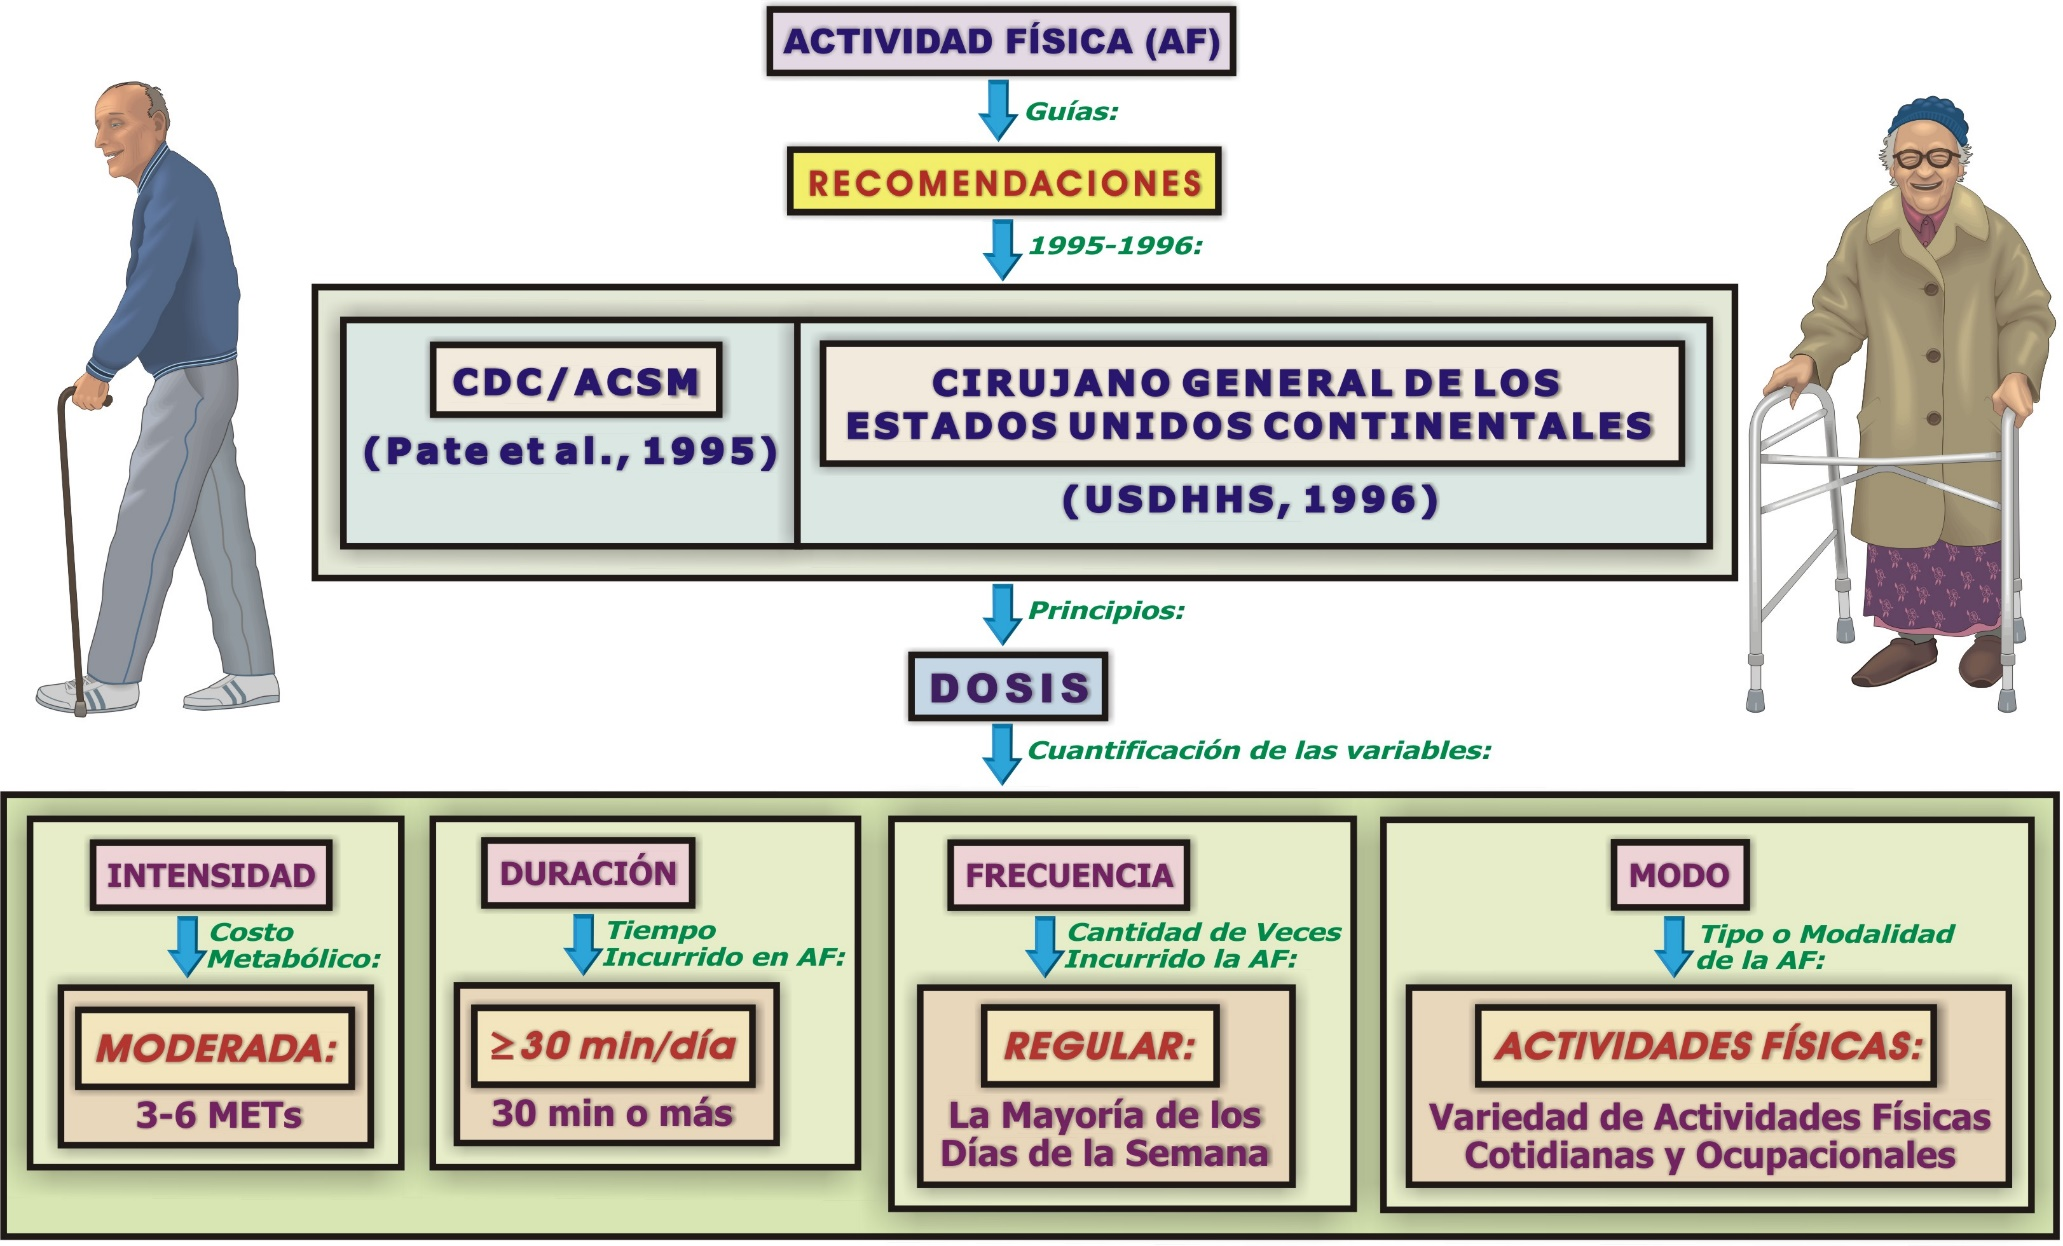 ACTIVIDAD FÍSICA (AF)
Guías:
RECOMENDACIONES
1995-1996:
CDC/ACSM
(Pate et al., 1995)
CIRUJANO GENERAL DE LOS
ESTADOS UNIDOS CONTINENTALES
(USDHHS, 1996)
Principios:
DOSIS
Cuantificación de las variables:
INTENSIDAD
Costo
Metabólico:
MODERADA:
3-6 METs
DURACIÓN
Tiempo
Incurrido en AF:
≥30 min/día
30 min o más
FRECUENCIA
Cantidad de Veces
Incurrido la AF:
REGULAR:
La Mayoría de los
Días de la Semana
MODO
Tipo o Modalidad
de la AF:
ACTIVIDADES FÍSICAS:
Variedad de Actividades Físicas
Cotidianas y Ocupacionales